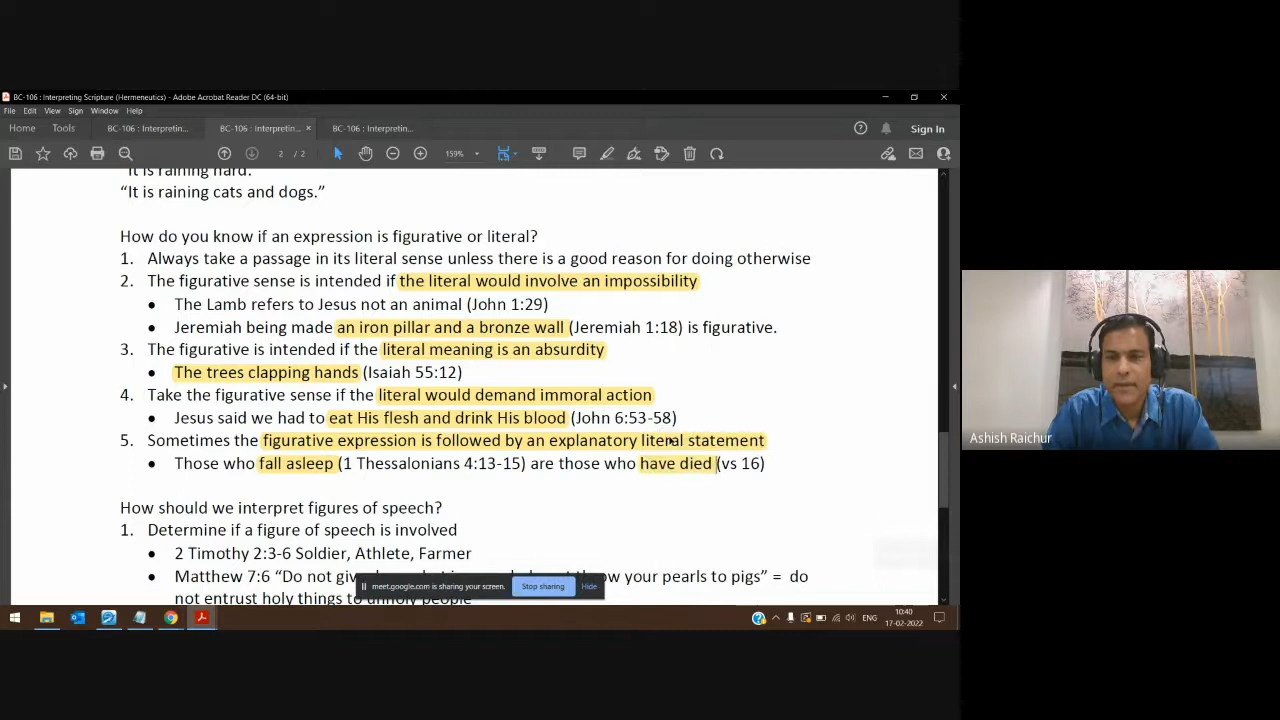 BC-106 : Interpreting Scripture (Hermeneutics) - Adobe Acrobat Reader DC (64-bit)
File Edit View Sign Window Help
Home Tools BC-106 : Interpretin... BC-106 : Interpretin... × BC-106 : Interpretin... Sign In
2 / 2 159%
"It is raining hard."
"It is raining cats and dogs."
How do you know if an expression is figurative or literal?
1. Always take a passage in its literal sense unless there is a good reason for doing otherwise
2. The figurative sense is intended if the literal would involve an impossibility
• The Lamb refers to Jesus not an animal (John 1:29)
• Jeremiah being made an iron pillar and a bronze wall (Jeremiah 1:18) is figurative.
3. The figurative is intended if the literal meaning is an absurdity
• The trees clapping hands (Isaiah 55:12)
4. Take the figurative sense if the literal would demand immoral action
• Jesus said we had to eat His flesh and drink His blood (John 6:53-58)
5. Sometimes the figurative expression is followed by an explanatory literal statement
• Those who fall asleep (1 Thessalonians 4:13-15) are those who have died (vs 16)
How should we interpret figures of speech?
1. Determine if a figure of speech is involved
• 2 Timothy 2:3-6 Soldier, Athlete, Farmer
• Matthew 7:6 "Do not give your pearls to pigs" = do
not entrust holy things to unholy people
meet.google.com is sharing your screen. Stop sharing Hide
Ashish Raichur
ENG
10:40
17-02-2022